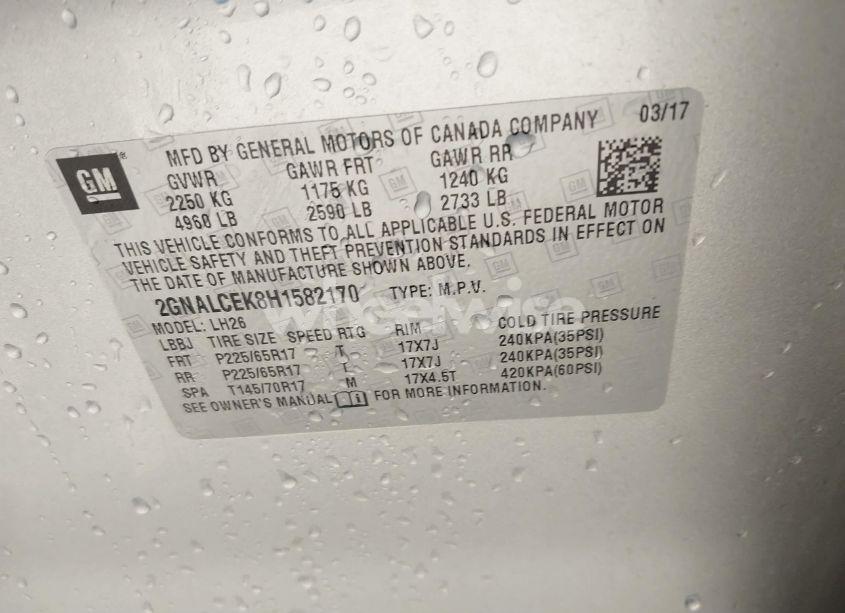 GM
MFD BY GENERAL MOTORS OF CANADA COMPANY 03/17
GVWR GAWR FRT GAWR RR
2250 KG 1175 KG 1240 KG
4960 LB 2590 LB 2733 LB
THIS VEHICLE CONFORMS TO ALL APPLICABLE U.S. FEDERAL MOTOR
VEHICLE SAFETY AND THEFT PREVENTION STANDARDS IN EFFECT ON
THE DATE OF MANUFACTURE SHOWN ABOVE.
2GNALCEK8H1582170 TYPE: M.P.V.
MODEL: LH26
LBBJ TIRE SIZE SPEED RTG RIM COLD TIRE PRESSURE
FRT P225/65R17 T 17X7J 240KPA(35PSI)
RR P225/65R17 T 17X7J 240KPA(35PSI)
SPA T145/70R17 M 17X4.5T 420KPA(60PSI)
SEE OWNER'S MANUAL FOR MORE INFORMATION.
wheelwise